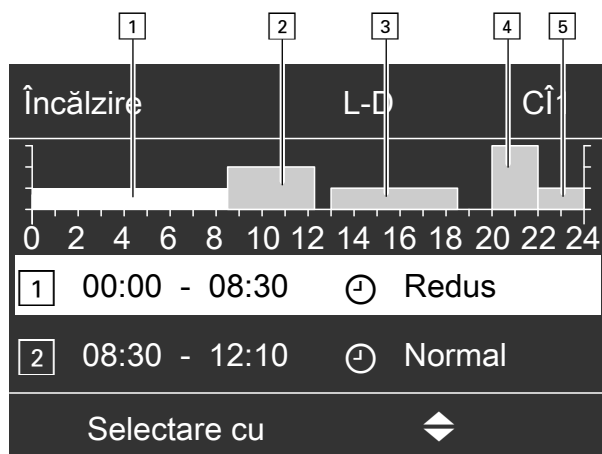 1 2 3 4 5
Încălzire L-D CÎ1
0 2 4 6 8 10 12 14 16 18 20 22 24
1 00:00 - 08:30 Redus
2 08:30 - 12:10 Normal
Selectare cu